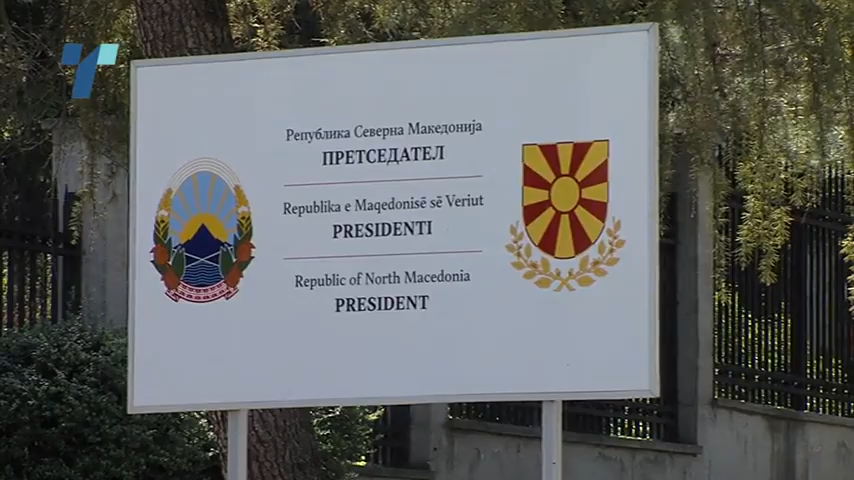 Република Северна Македонија
ПРЕТСЕДАТЕЛ
Republika e Maqedonisë së Veriut
PRESIDENTI
Republic of North Macedonia
PRESIDENT